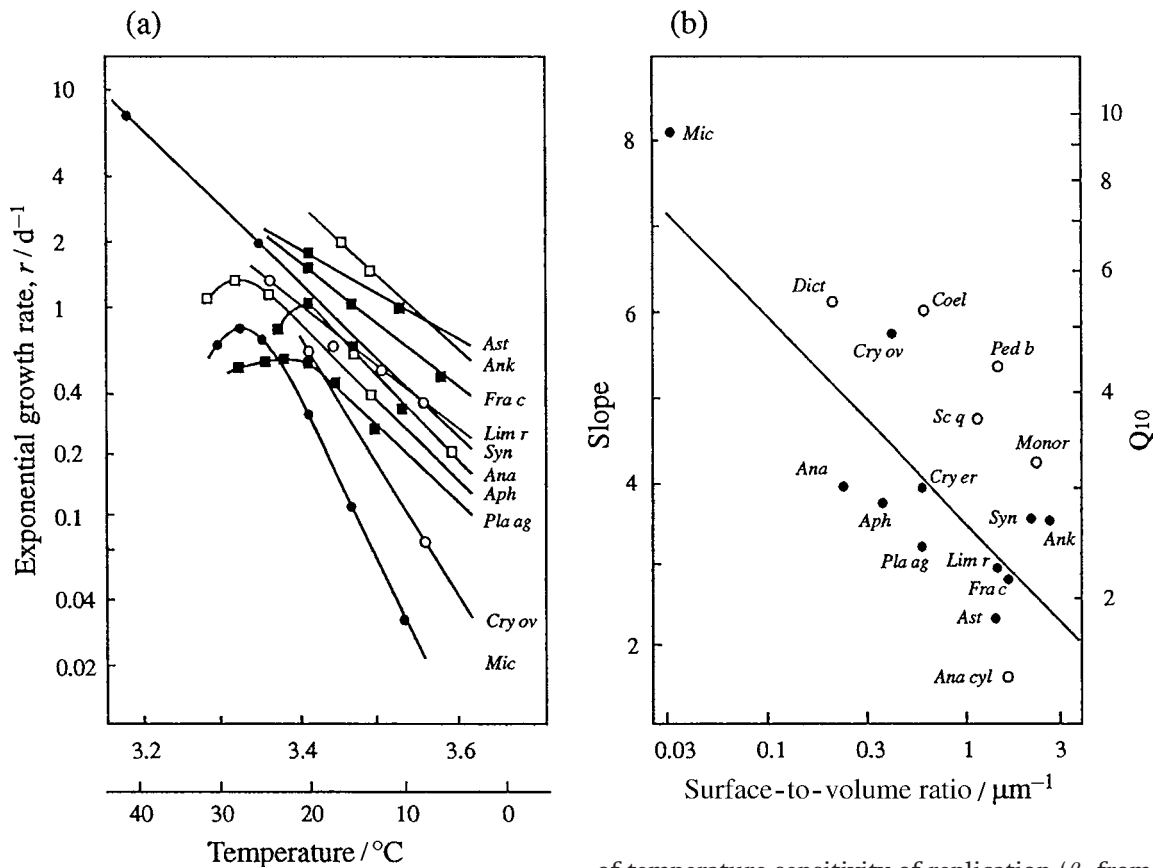 (a)
(b)
Exponential growth rate, r / d⁻¹
10
4
2
1
0.4
0.2
0.1
0.04
0.02
Ast
Ank
Fra c
Lim r
Syn
Ana
Aph
Pla ag
Cry ov
Mic
3.2
3.4
3.6
40
30
20
10
0
Temperature / °C
Slope
8
6
4
2
Mic
Dict
Coel
Cry ov
Ped b
Sc q
Monor
Ana
Cry er
Aph
Syn
Ank
Pla ag
Lim r
Fra c
Ast
Ana cyl
Q10
10
8
6
4
2
0.03
0.1
0.3
1
3
Surface-to-volume ratio / μm⁻¹
of temperature sensitivity of replication (β, from